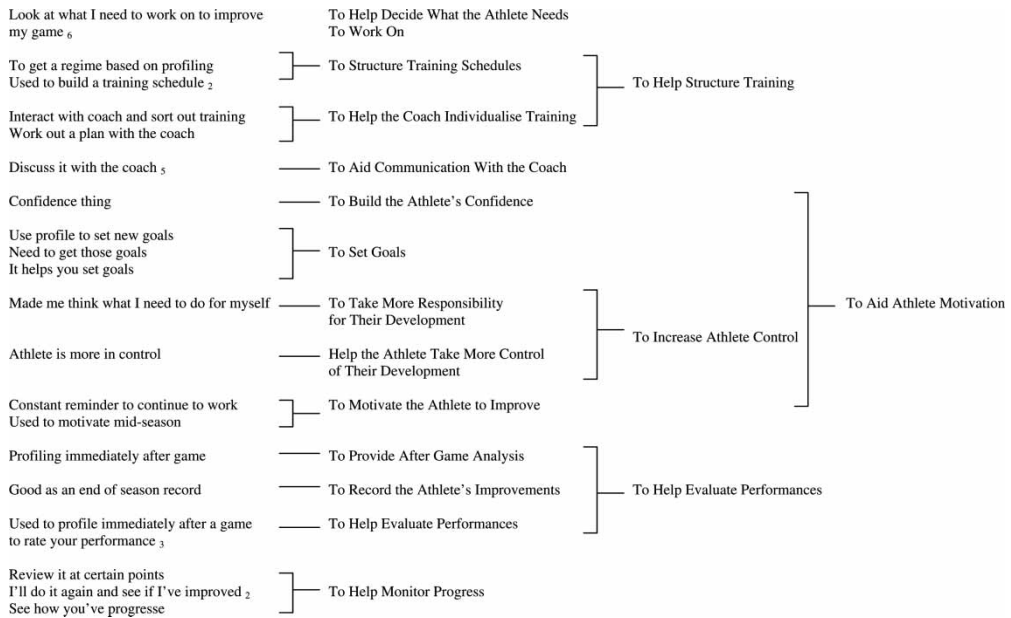 Look at what I need to work on to improve
my game 6
To Help Decide What the Athlete Needs
To Work On
To get a regime based on profiling
Used to build a training schedule 2
To Structure Training Schedules
To Help Structure Training
Interact with coach and sort out training
Work out a plan with the coach
To Help the Coach Individualise Training
Discuss it with the coach 5
To Aid Communication With the Coach
Confidence thing
To Build the Athlete's Confidence
Use profile to set new goals
Need to get those goals
It helps you set goals
To Set Goals
Made me think what I need to do for myself
To Take More Responsibility
for Their Development
To Aid Athlete Motivation
To Increase Athlete Control
Athlete is more in control
Help the Athlete Take More Control
of Their Development
Constant reminder to continue to work
Used to motivate mid-season
To Motivate the Athlete to Improve
Profiling immediately after game
To Provide After Game Analysis
Good as an end of season record
To Record the Athlete's Improvements
To Help Evaluate Performances
Used to profile immediately after a game
to rate your performance 3
To Help Evaluate Performances
Review it at certain points
I'll do it again and see if I've improved 2
See how you've progresse
To Help Monitor Progress